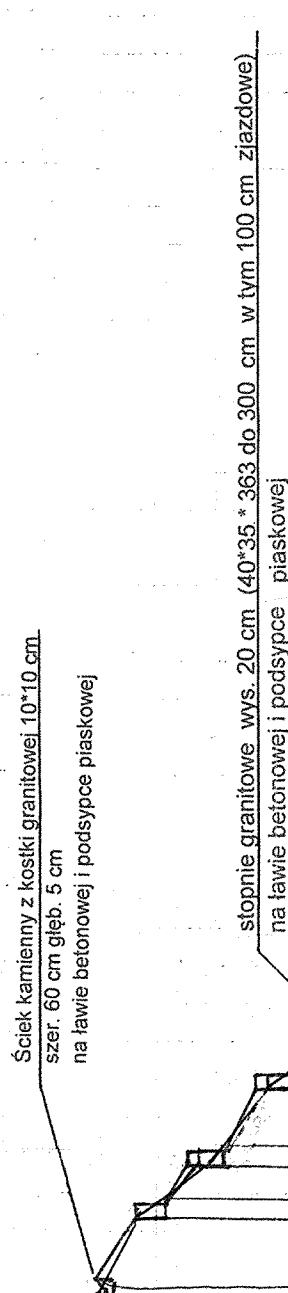 Ściek kamienny z kostki granitowej 10*10 cm
szer. 60 cm głęb. 5 cm
na ławie betonowej i podsypce piaskowej
stopnie granitowe wys. 20 cm (40*35 * 363 do 300 cm w tym 100 cm zjazdowe)
na ławie betonowej i podsypce piaskowej